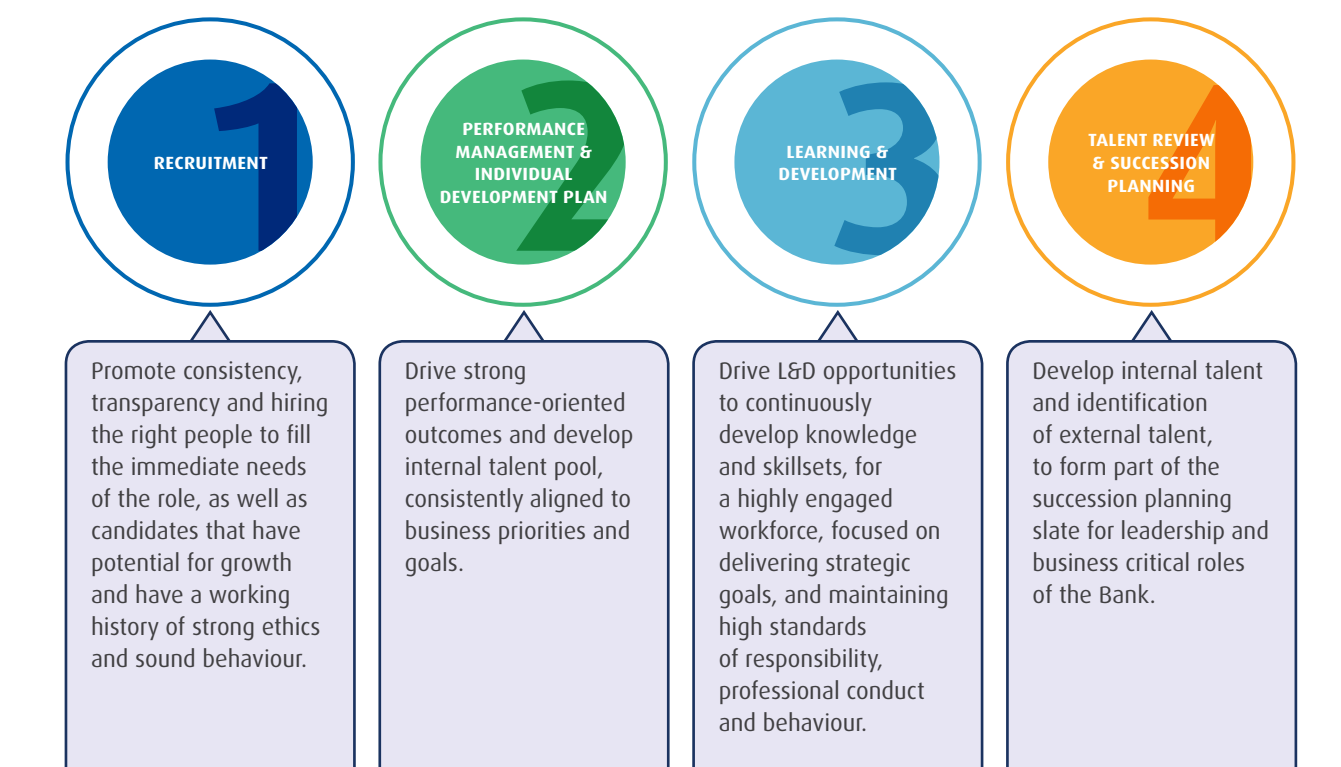 1
RECRUITMENT
Promote consistency,
transparency and hiring
the right people to fill
the immediate needs
of the role, as well as
candidates that have
potential for growth
and have a working
history of strong ethics
and sound behaviour.
2
PERFORMANCE
MANAGEMENT &
INDIVIDUAL
DEVELOPMENT PLAN
Drive strong
performance-oriented
outcomes and develop
internal talent pool,
consistently aligned to
business priorities and
goals.
3
LEARNING &
DEVELOPMENT
Drive L&D opportunities
to continuously
develop knowledge
and skillsets, for
a highly engaged
workforce, focused on
delivering strategic
goals, and maintaining
high standards
of responsibility,
professional conduct
and behaviour.
4
TALENT REVIEW
& SUCCESSION
PLANNING
Develop internal talent
and identification
of external talent,
to form part of the
succession planning
slate for leadership and
business critical roles
of the Bank.